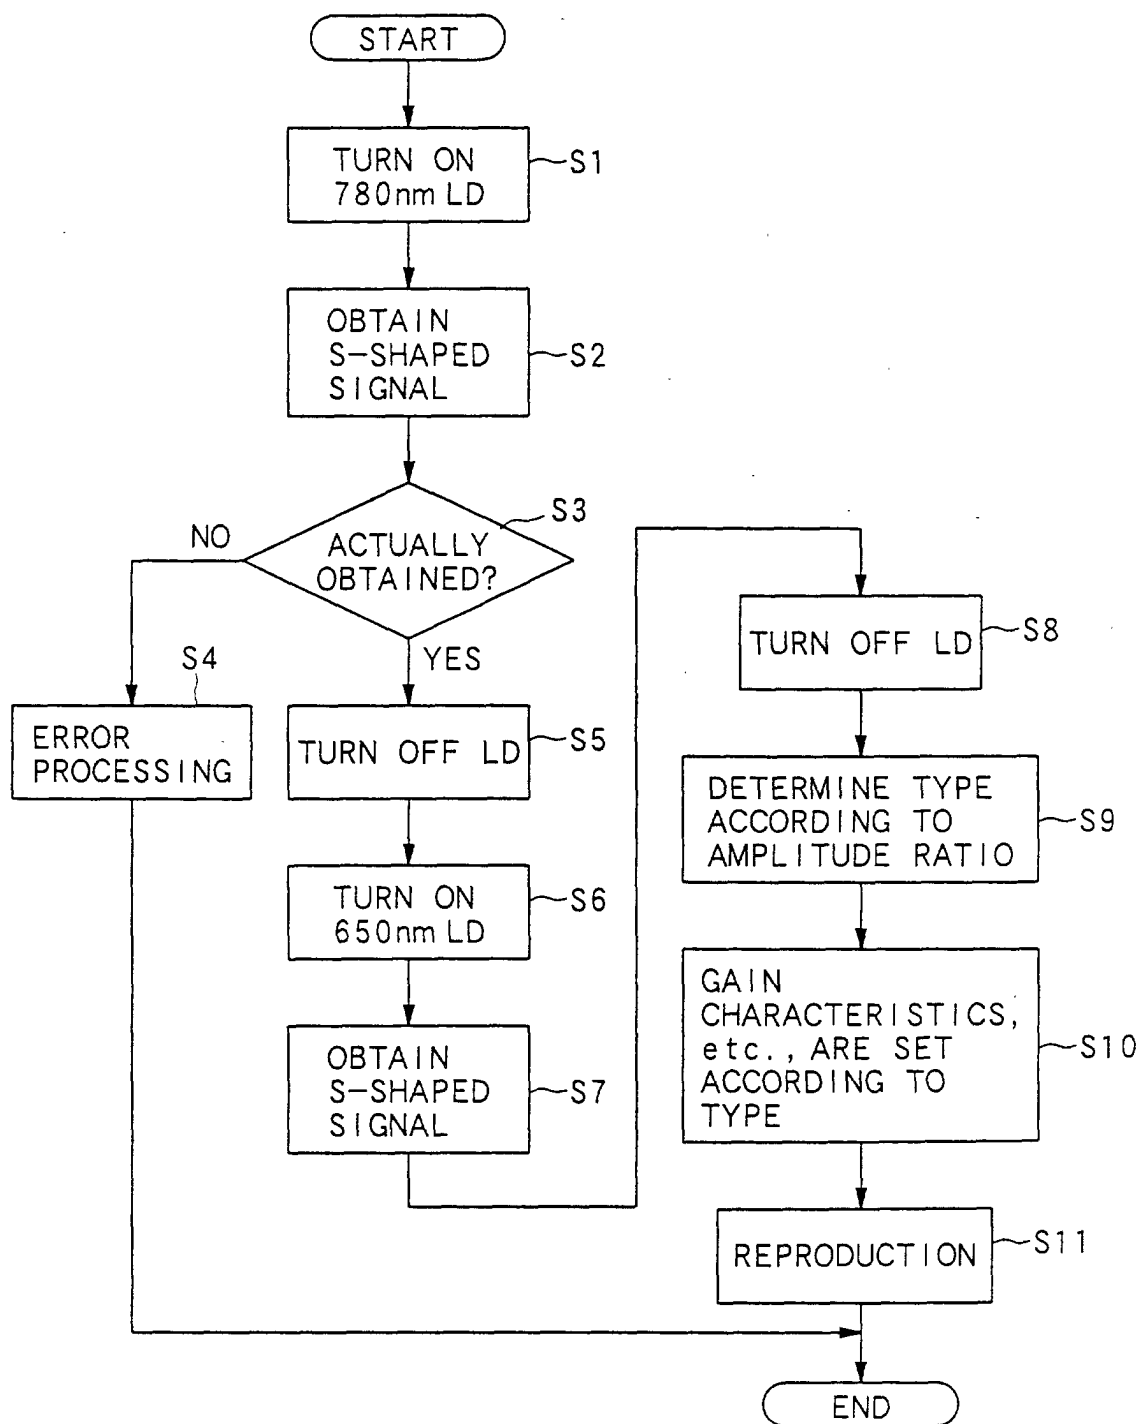 START
TURN ON
780nm LD
S1
OBTAIN
S-SHAPED
SIGNAL
S2
ACTUALLY
OBTAINED?
S3
NO
YES
S4
ERROR
PROCESSING
TURN OFF LD
S5
TURN ON
650nm LD
S6
OBTAIN
S-SHAPED
SIGNAL
S7
TURN OFF LD
S8
DETERMINE TYPE
ACCORDING TO
AMPLITUDE RATIO
S9
GAIN
CHARACTERISTICS,
etc., ARE SET
ACCORDING TO
TYPE
S10
REPRODUCTION
S11
END